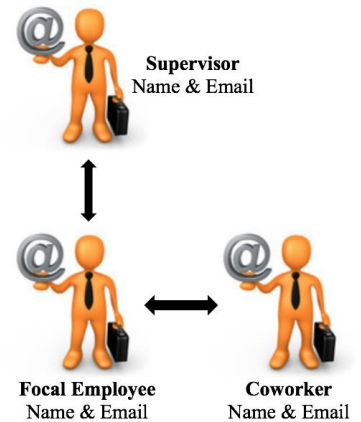 @
Supervisor
Name & Email
@
@
Focal Employee
Name & Email
Coworker
Name & Email